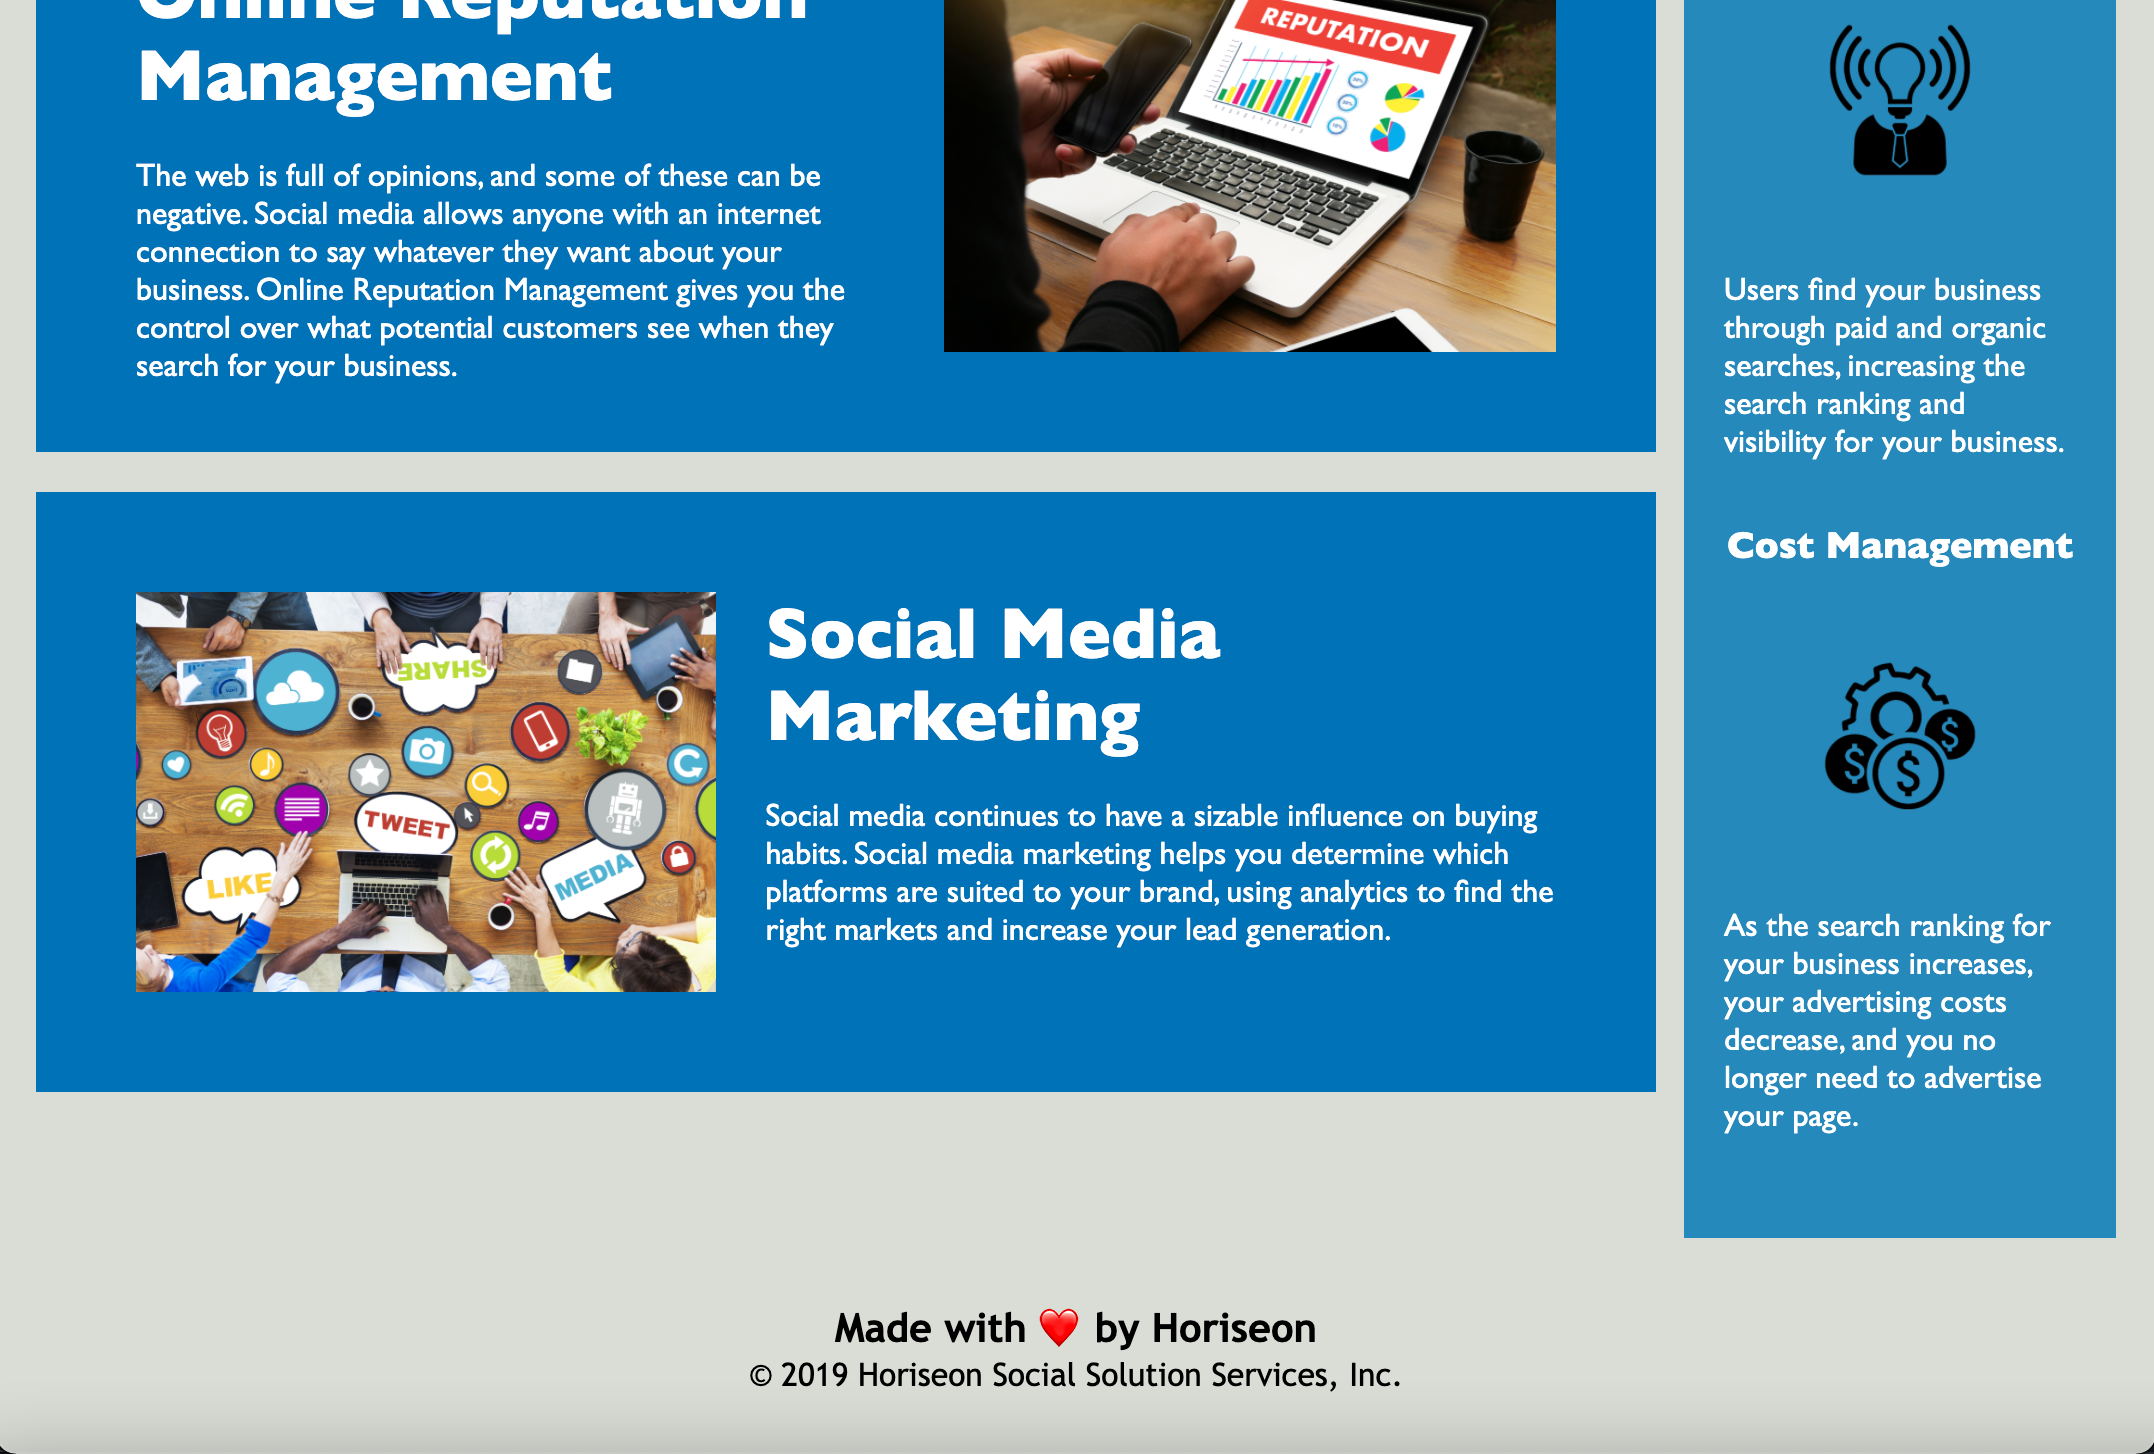 Online Reputation
Management
The web is full of opinions, and some of these can be
negative. Social media allows anyone with an internet
connection to say whatever they want about your
business. Online Reputation Management gives you the
control over what potential customers see when they
search for your business.
REPUTATION
SHARE
TWEET
LIKE
MEDIA
Social Media
Marketing
Social media continues to have a sizable influence on buying
habits. Social media marketing helps you determine which
platforms are suited to your brand, using analytics to find the
right markets and increase your lead generation.
Users find your business
through paid and organic
searches, increasing the
search ranking and
visibility for your business.
Cost Management
$ $ $
As the search ranking for
your business increases,
your advertising costs
decrease, and you no
longer need to advertise
your page.
Made with ❤️ by Horiseon
© 2019 Horiseon Social Solution Services, Inc.